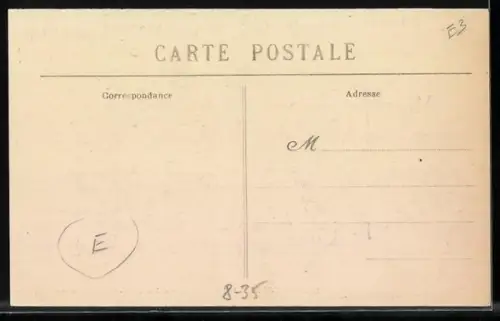 E3
CARTE POSTALE
Correspondance
Adresse
M
E
8-35